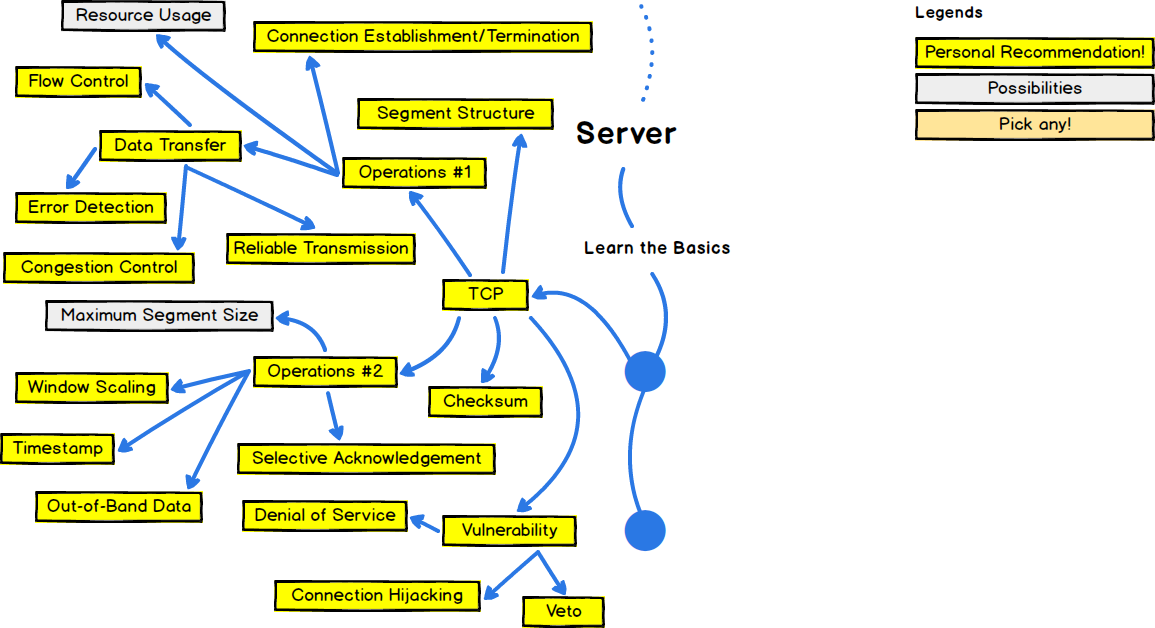 Resource Usage
Connection Establishment/Termination
Flow Control
Segment Structure
Data Transfer
Operations #1
Error Detection
Reliable Transmission
Congestion Control
TCP
Maximum Segment Size
Operations #2
Window Scaling
Checksum
Timestamp
Selective Acknowledgement
Out-of-Band Data
Denial of Service
Vulnerability
Connection Hijacking
Veto
Server
Learn the Basics
Legends
Personal Recommendation!
Possibilities
Pick any!